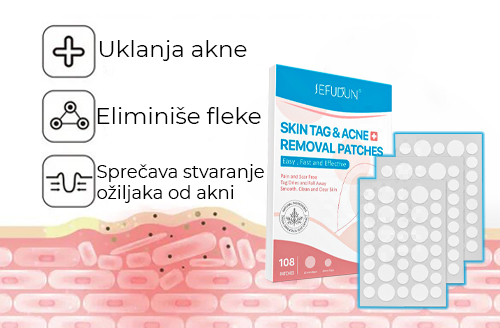 Uklanja akne
Eliminiše fleke
Sprečava stvaranje
ožiljaka od akni
SEFUDUN
SKIN TAG & ACNE
REMOVAL PATCHES
Easy, Fast and Effective
Pain and Scar Free
Tag Dries and Fall Away
Smooth, Clean and Clear Skin
108
PATCHES